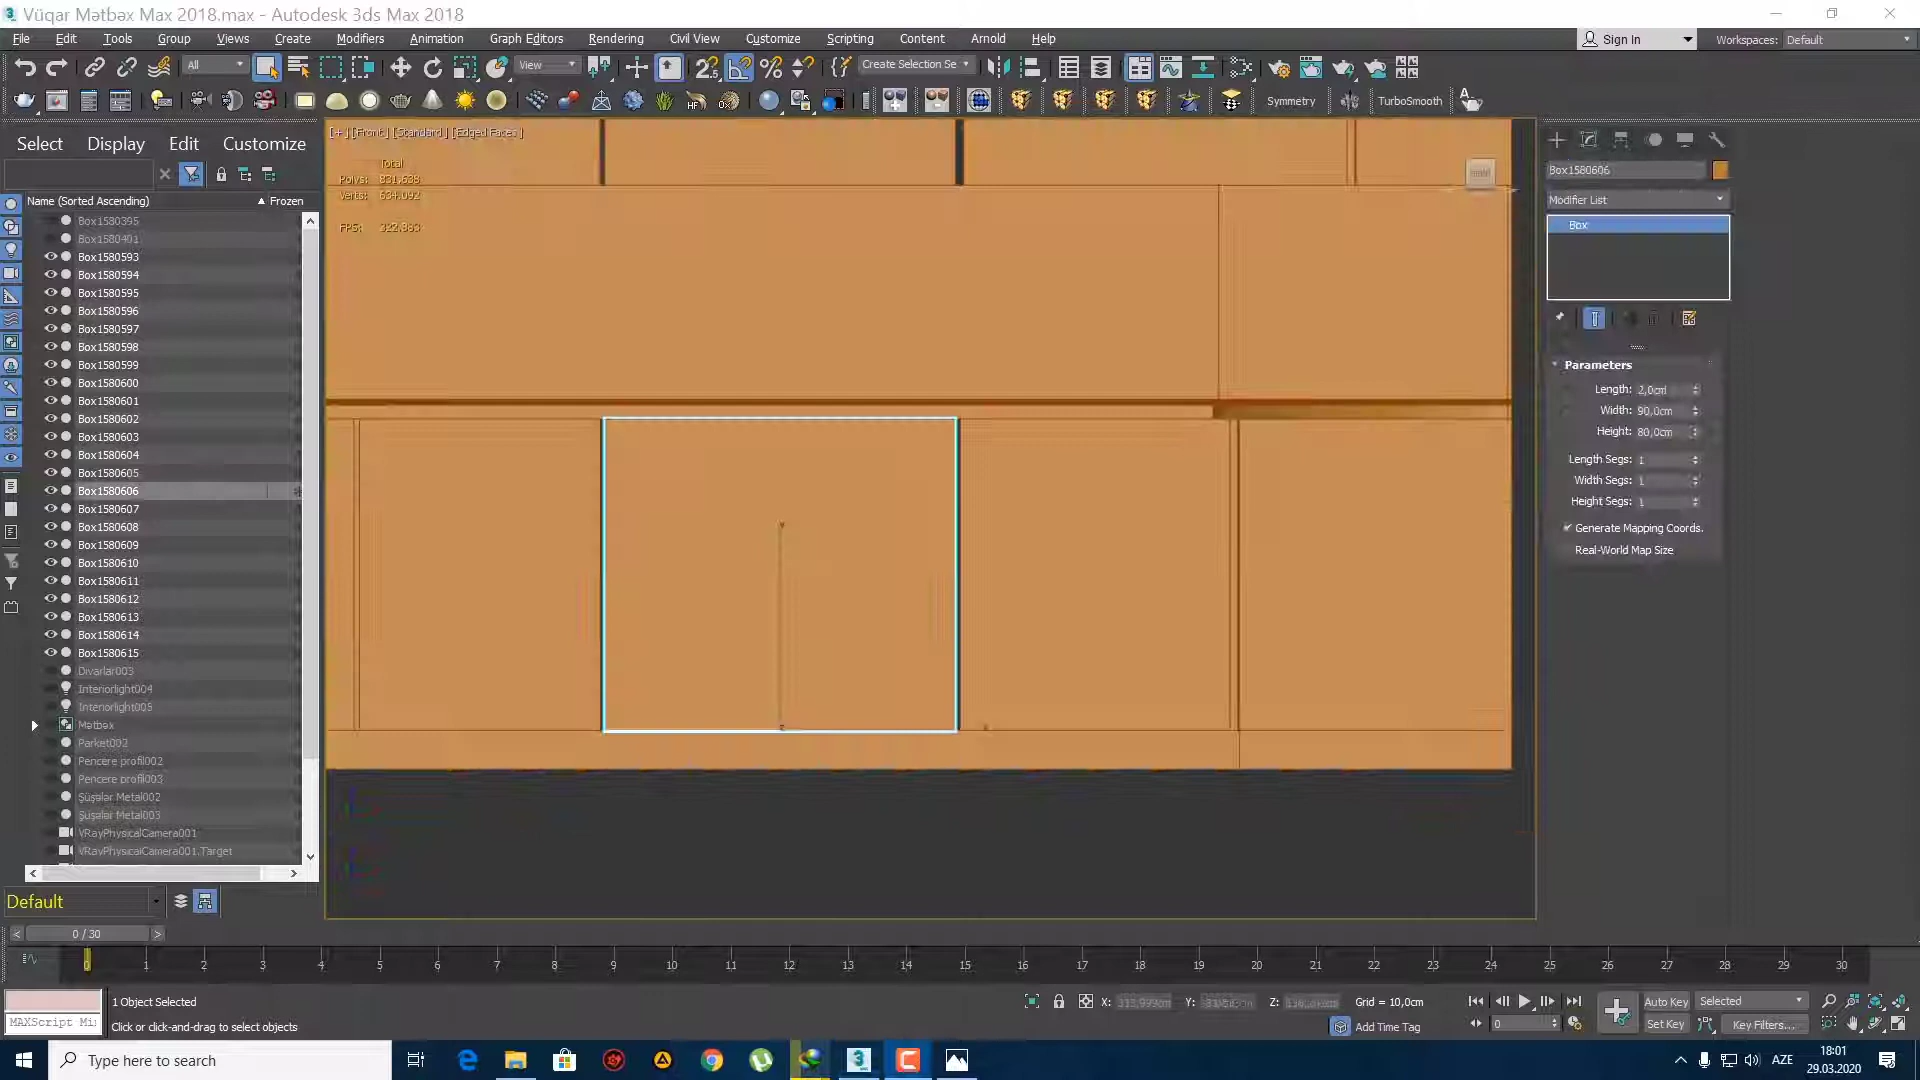 Vüqar Mətbəx Max 2018.max - Autodesk 3ds Max 2018
File Edit Tools Group Views Create Modifiers Animation Graph Editors Rendering Civil View Customize Scripting Content Arnold Help
Sign In
Workspaces: Default
All
View
Create Selection Se
Symmetry
TurboSmooth
Select Display Edit Customize
Name (Sorted Ascending) ▲ Frozen
Box1580395
Box1580401
Box1580593
Box1580594
Box1580595
Box1580596
Box1580597
Box1580598
Box1580599
Box1580600
Box1580601
Box1580602
Box1580603
Box1580604
Box1580605
Box1580606
Box1580607
Box1580608
Box1580609
Box1580610
Box1580611
Box1580612
Box1580613
Box1580614
Box1580615
Divarlar003
Interiorlight004
Interiorlight005
Mətbəx
Parket002
Pencere profil002
Pencere profil003
Şüşələr Metal002
Şüşələr Metal003
VRayPhysicalCamera001
VRayPhysicalCamera001.Target
[+] [Front] [Standard] [Edged Faces]
Total
Polys: 831,638
Verts: 634,092
FPS:
Box1580606
Modifier List
Box
Parameters
Length: 2,0cm
Width: 90,0cm
Height: 80,0cm
Length Segs: 1
Width Segs: 1
Height Segs: 1
Generate Mapping Coords.
Real-World Map Size
Default
0 / 30
0 1 2 3 4 5 6 7 8 9 10 11 12 13 14 15 16 17 18 19 20 21 22 23 24 25 26 27 28 29 30
1 Object Selected
MAXScript Mi
Click or click-and-drag to select objects
X: Y: Z:
Grid = 10,0cm
Add Time Tag
0
Auto Key
Selected
Set Key
Key Filters...
Type here to search
AZE
18:01
29.03.2020